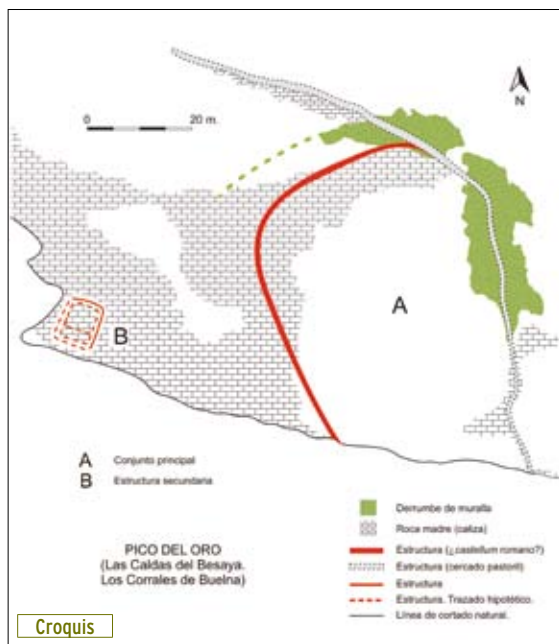 N
0 20 m.
A
B
A Conjunto principal
B Estructura secundaria
PICO DEL ORO
(Las Caldas del Besaya.
Los Corrales de Buelna)
Derrumbe de muralla
Roca madre (caliza)
Estructura (¿castellum romano?)
Estructura (cercado pastoril)
Estructura
Estructura. Trazado hipotético.
Línea de cortado natural.
Croquis